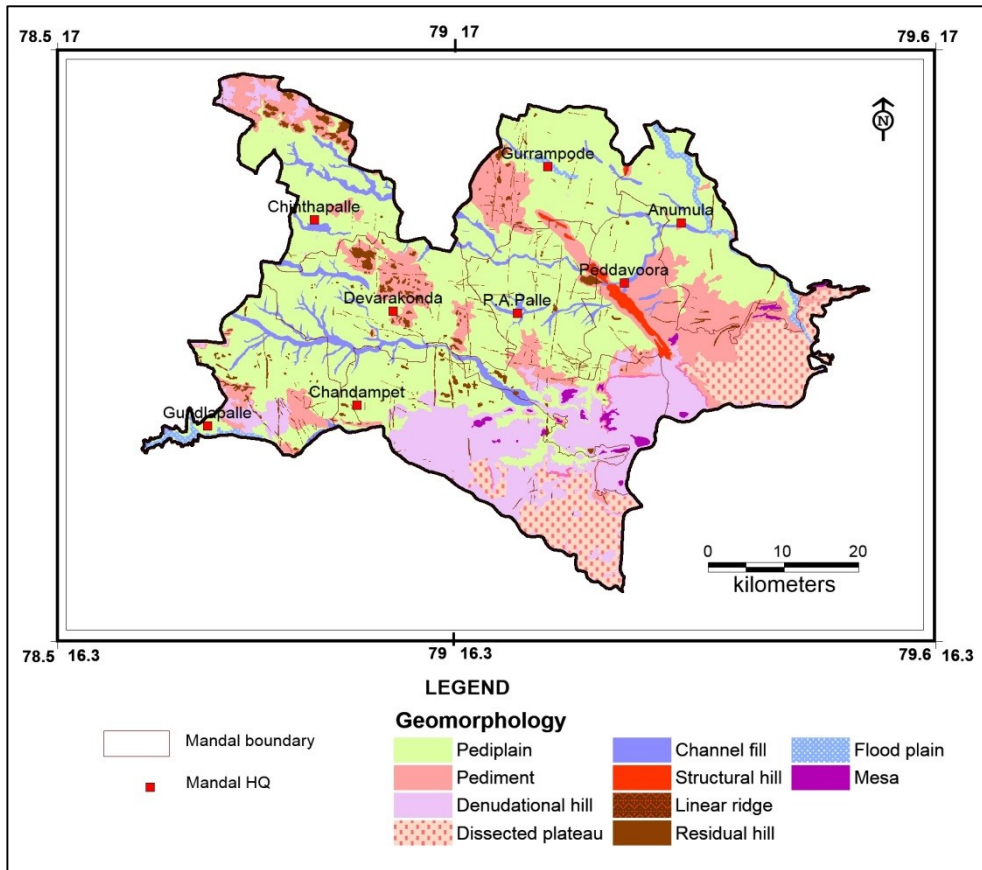 78.5 17
79 17
79.6 17
N
Gurrampode
Chinthapalle
Anumula
Peddavoora
Devarakonda
P.A.Palle
Chandampet
Gundlapalle
0 10 20
kilometers
78.5 16.3
79 16.3
79.6 16.3
LEGEND
Mandal boundary
Mandal HQ
Geomorphology
Pediplain
Pediment
Denudational hill
Dissected plateau
Channel fill
Structural hill
Linear ridge
Residual hill
Flood plain
Mesa